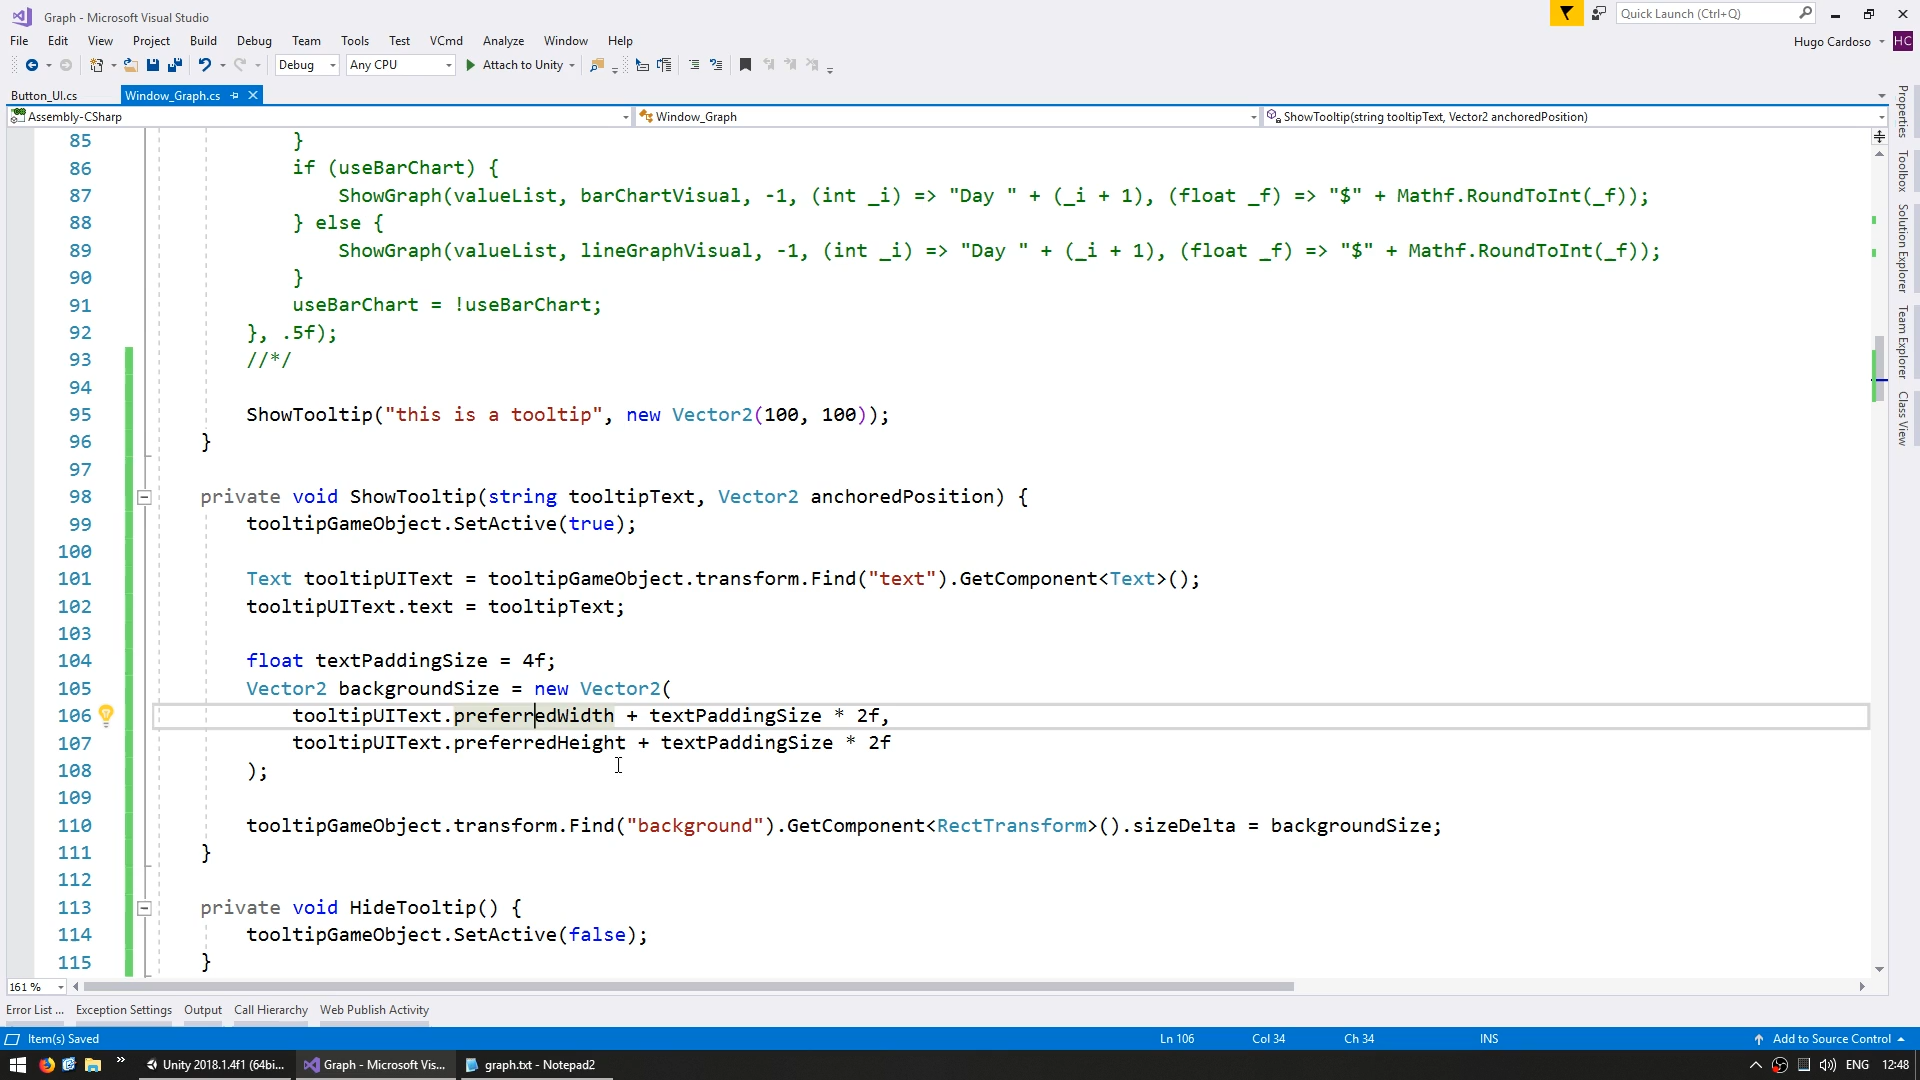 Graph - Microsoft Visual Studio
Quick Launch (Ctrl+Q)
File Edit View Project Build Debug Team Tools Test VCmd Analyze Window Help
Hugo Cardoso HC
Debug Any CPU Attach to Unity
Button_UI.cs Window_Graph.cs
Assembly-CSharp Window_Graph ShowTooltip(string tooltipText, Vector2 anchoredPosition)
85 }
86 if (useBarChart) {
87 ShowGraph(valueList, barChartVisual, -1, (int _i) => "Day " + (_i + 1), (float _f) => "$" + Mathf.RoundToInt(_f));
88 } else {
89 ShowGraph(valueList, lineGraphVisual, -1, (int _i) => "Day " + (_i + 1), (float _f) => "$" + Mathf.RoundToInt(_f));
90 }
91 useBarChart = !useBarChart;
92 }, .5f);
93 //*/
94
95 ShowTooltip("this is a tooltip", new Vector2(100, 100));
96 }
97
98 private void ShowTooltip(string tooltipText, Vector2 anchoredPosition) {
99 tooltipGameObject.SetActive(true);
100
101 Text tooltipUIText = tooltipGameObject.transform.Find("text").GetComponent<Text>();
102 tooltipUIText.text = tooltipText;
103
104 float textPaddingSize = 4f;
105 Vector2 backgroundSize = new Vector2(
106 tooltipUIText.preferredWidth + textPaddingSize * 2f,
107 tooltipUIText.preferredHeight + textPaddingSize * 2f
108 );
109
110 tooltipGameObject.transform.Find("background").GetComponent<RectTransform>().sizeDelta = backgroundSize;
111 }
112
113 private void HideTooltip() {
114 tooltipGameObject.SetActive(false);
115 }
Properties
Toolbox
Solution Explorer
Team Explorer
Class View
161 %
Error List ... Exception Settings Output Call Hierarchy Web Publish Activity
Item(s) Saved Ln 106 Col 34 Ch 34 INS Add to Source Control
Unity 2018.1.4f1 (64bi... Graph - Microsoft Vis... graph.txt - Notepad2 ENG 12:48